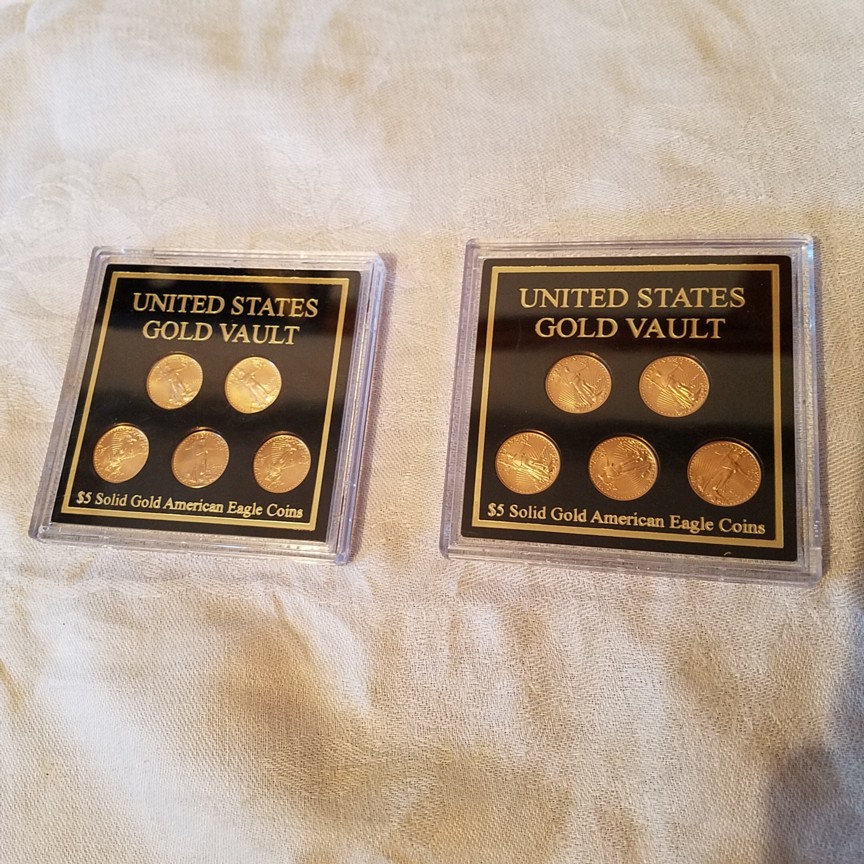 UNITED STATES
GOLD VAULT
$5 Solid Gold American Eagle Coins
UNITED STATES
GOLD VAULT
$5 Solid Gold American Eagle Coins